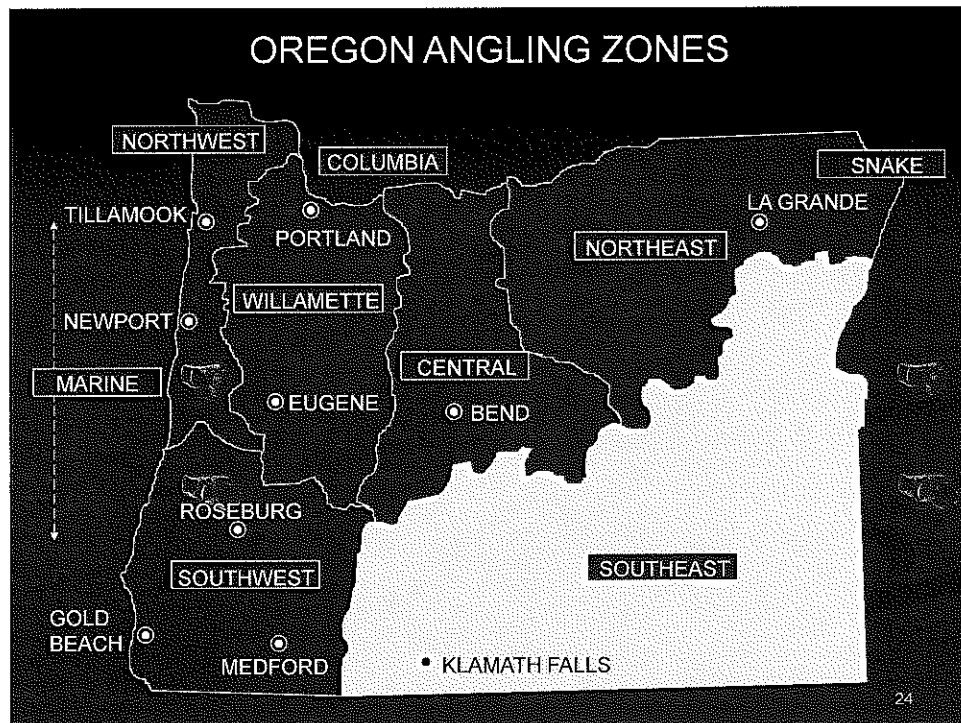 OREGON ANGLING ZONES
NORTHWEST
COLUMBIA
SNAKE
TILLAMOOK
PORTLAND
LA GRANDE
NORTHEAST
WILLAMETTE
NEWPORT
MARINE
CENTRAL
EUGENE
BEND
ROSEBURG
SOUTHWEST
SOUTHEAST
GOLD
BEACH
MEDFORD
KLAMATH FALLS
24